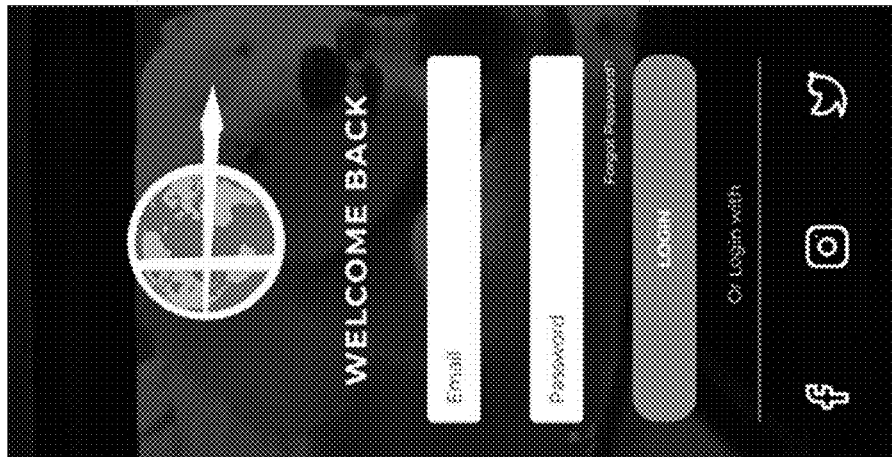 WELCOME BACK
Email
Password
Forgot Password?
LOGIN
Or Login with